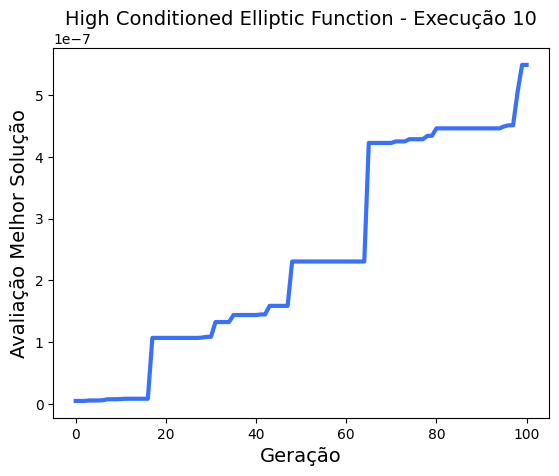 High Conditioned Elliptic Function - Execução 10
1e−7
Avaliação Melhor Solução
5
4
3
2
1
0
0 20 40 60 80 100
Geração